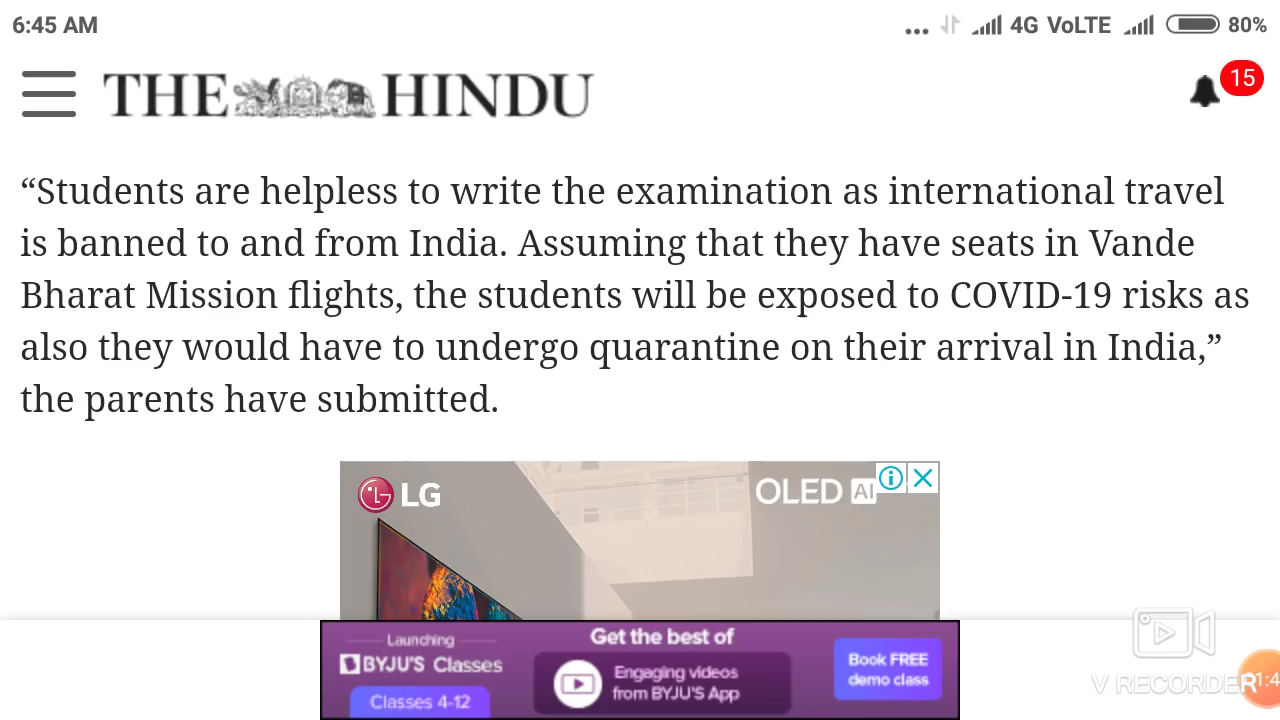 6:45 AM
... 4G VoLTE 80%
THE HINDU
15
“Students are helpless to write the examination as international travel
is banned to and from India. Assuming that they have seats in Vande
Bharat Mission flights, the students will be exposed to COVID-19 risks as
also they would have to undergo quarantine on their arrival in India,”
the parents have submitted.
LG
OLED AI
Launching
BYJU'S Classes
Classes 4-12
Get the best of
Engaging videos
from BYJU'S App
Book FREE
demo class
V RECORDER
1:4